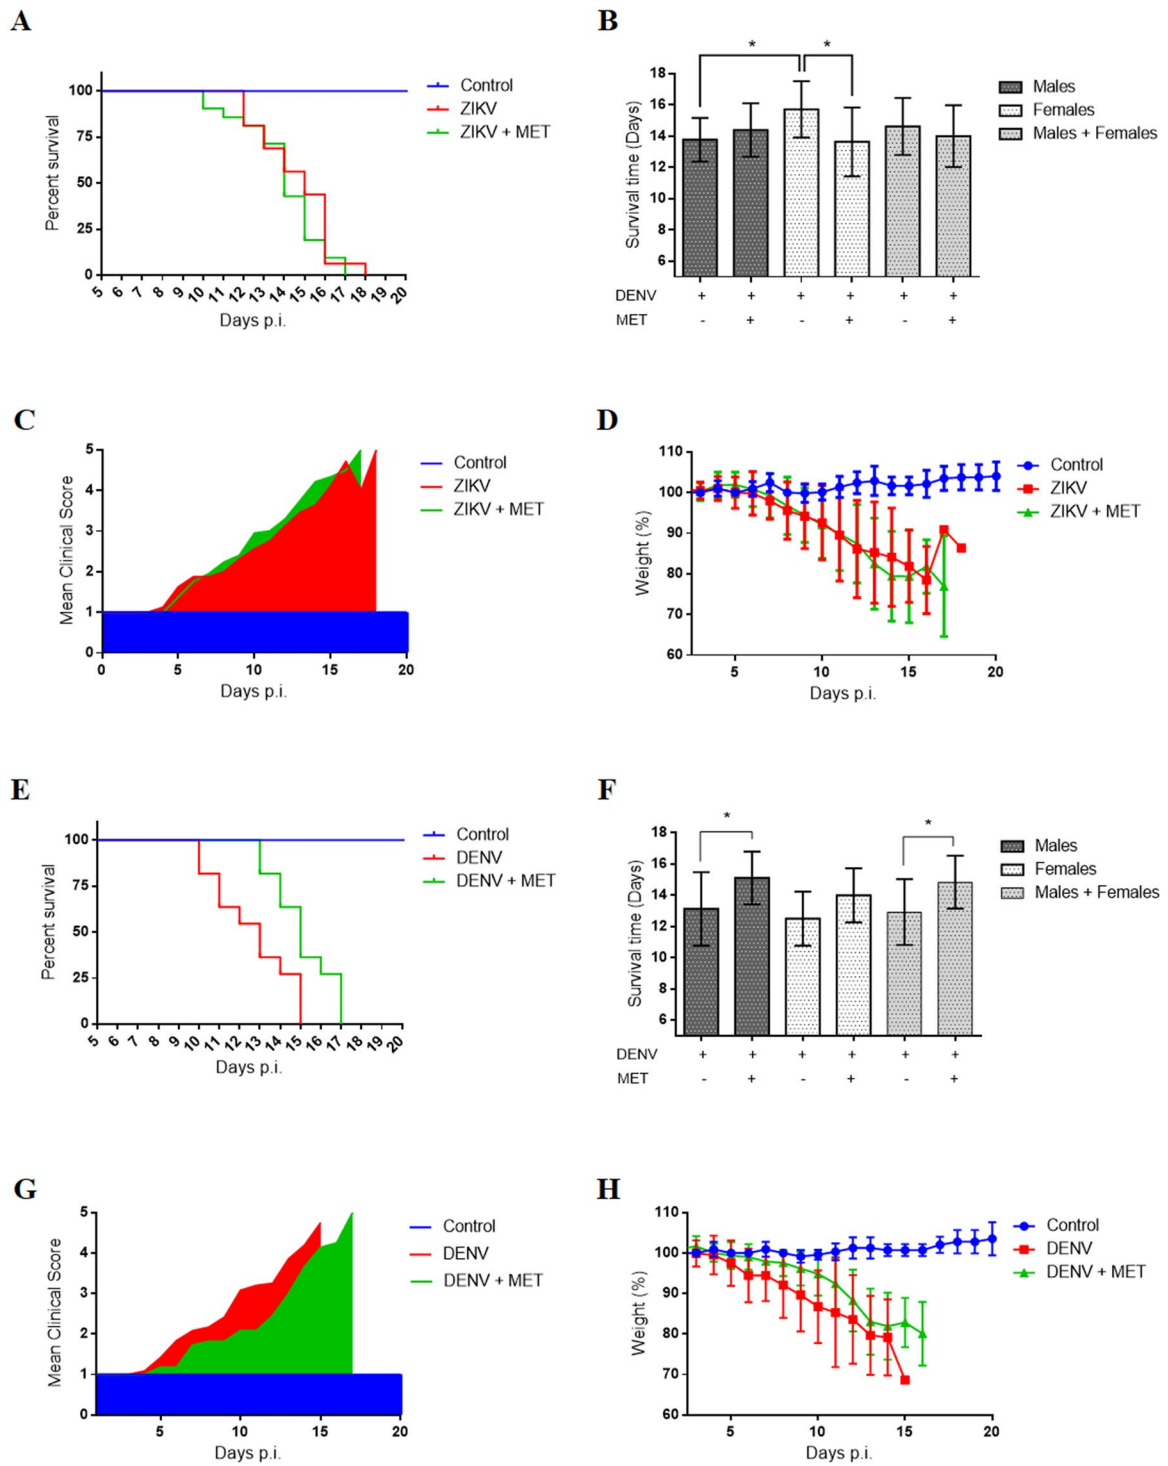 A
Percent survival
100
75
50
25
0
5 6 7 8 9 10 11 12 13 14 15 16 17 18 19 20
Days p.i.
Control
ZIKV
ZIKV + MET
B
* *
Survival time (Days)
18
16
14
12
10
8
6
DENV + + + + + +
MET - + - + - +
Males
Females
Males + Females
C
Mean Clinical Score
5
4
3
2
1
0
0 5 10 15 20
Days p.i.
Control
ZIKV
ZIKV + MET
D
Weight (%)
110
100
90
80
70
60
5 10 15 20
Days p.i.
Control
ZIKV
ZIKV + MET
E
Percent survival
100
75
50
25
0
5 6 7 8 9 10 11 12 13 14 15 16 17 18 19 20
Days p.i.
Control
DENV
DENV + MET
F
* *
Survival time (Days)
18
16
14
12
10
8
6
DENV + + + + + +
MET - + - + - +
Males
Females
Males + Females
G
Mean Clinical Score
5
4
3
2
1
0
5 10 15 20
Days p.i.
Control
DENV
DENV + MET
H
Weight (%)
110
100
90
80
70
60
5 10 15 20
Days p.i.
Control
DENV
DENV + MET